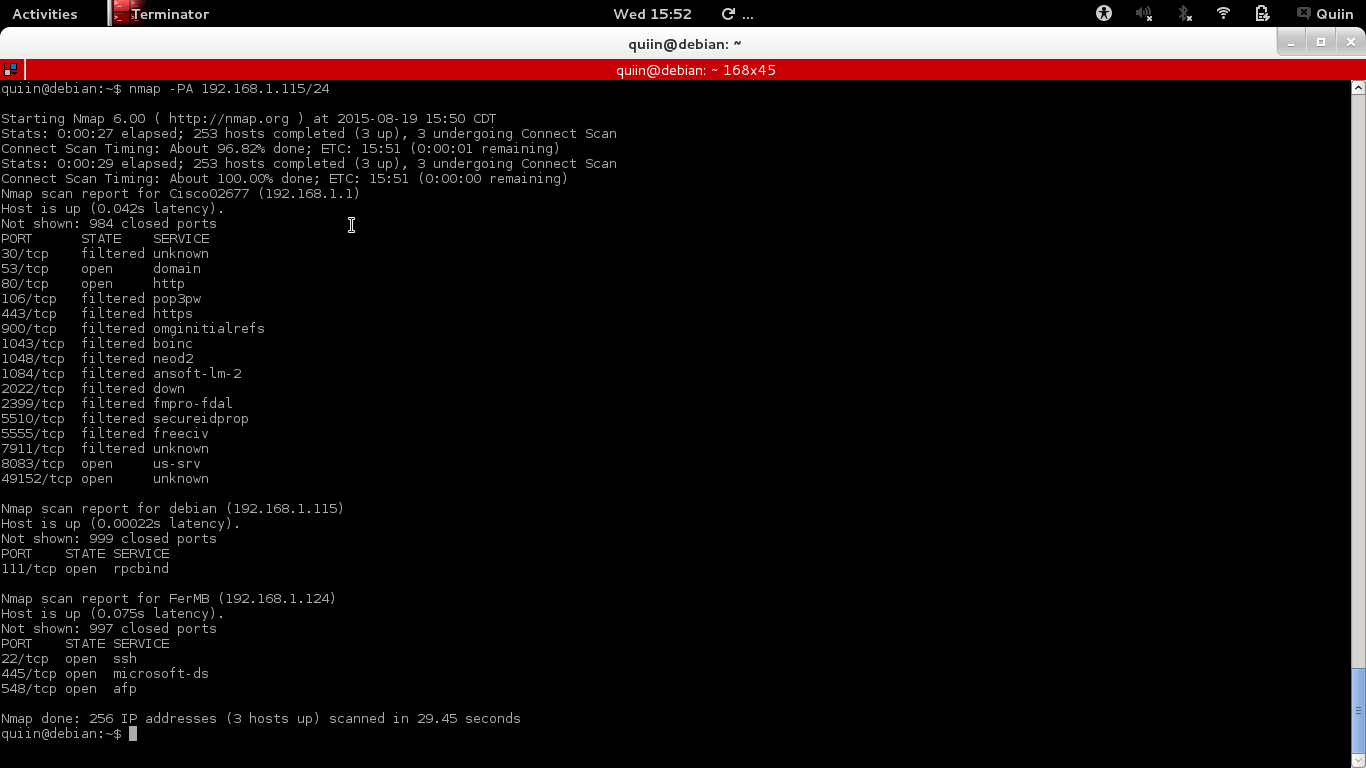 Activities Terminator Wed 15:52 ... Quiin
quiin@debian: ~
quiin@debian: ~ 168x45
quiin@debian:~$ nmap -PA 192.168.1.115/24

Starting Nmap 6.00 ( http://nmap.org ) at 2015-08-19 15:50 CDT
Stats: 0:00:27 elapsed; 253 hosts completed (3 up), 3 undergoing Connect Scan
Connect Scan Timing: About 96.82% done; ETC: 15:51 (0:00:01 remaining)
Stats: 0:00:29 elapsed; 253 hosts completed (3 up), 3 undergoing Connect Scan
Connect Scan Timing: About 100.00% done; ETC: 15:51 (0:00:00 remaining)
Nmap scan report for Cisco02677 (192.168.1.1)
Host is up (0.042s latency).
Not shown: 984 closed ports
PORT      STATE    SERVICE
30/tcp    filtered unknown
53/tcp    open     domain
80/tcp    open     http
106/tcp   filtered pop3pw
443/tcp   filtered https
900/tcp   filtered omginitialrefs
1043/tcp  filtered boinc
1048/tcp  filtered neod2
1084/tcp  filtered ansoft-lm-2
2022/tcp  filtered down
2399/tcp  filtered fmpro-fdal
5510/tcp  filtered secureidprop
5555/tcp  filtered freeciv
7911/tcp  filtered unknown
8083/tcp  open     us-srv
49152/tcp open     unknown

Nmap scan report for debian (192.168.1.115)
Host is up (0.00022s latency).
Not shown: 999 closed ports
PORT    STATE SERVICE
111/tcp open  rpcbind

Nmap scan report for FerMB (192.168.1.124)
Host is up (0.075s latency).
Not shown: 997 closed ports
PORT    STATE SERVICE
22/tcp  open  ssh
445/tcp open  microsoft-ds
548/tcp open  afp

Nmap done: 256 IP addresses (3 hosts up) scanned in 29.45 seconds
quiin@debian:~$